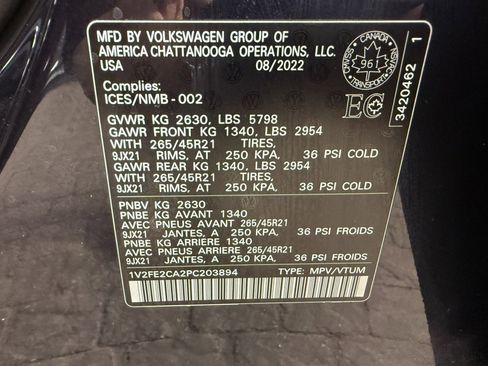 MFD BY VOLKSWAGEN GROUP OF
AMERICA CHATTANOOGA OPERATIONS, LLC.
USA 08/2022
Complies:
ICES/NMB-002
GVWR KG 2630, LBS 5798
GAWR FRONT KG 1340, LBS 2954
WITH 265/45R21 TIRES,
9JX21 RIMS, AT 250 KPA, 36 PSI COLD
GAWR REAR KG 1340, LBS 2954
WITH 265/45R21 TIRES,
9JX21 RIMS, AT 250 KPA, 36 PSI COLD
PNBV KG 2630
PNBE KG AVANT 1340
AVEC PNEUS AVANT 265/45R21
9JX21 JANTES, A 250 KPA, 36 PSI FROIDS
PNBE KG ARRIERE 1340
AVEC PNEUS ARRIERE 265/45R21
9JX21 JANTES, A 250 KPA, 36 PSI FROIDS
1V2FE2CA2PC203894 TYPE: MPV/VTUM
CANADA
CMVSS
961
NSVAC
TRANSPORT
EC
3420462 1